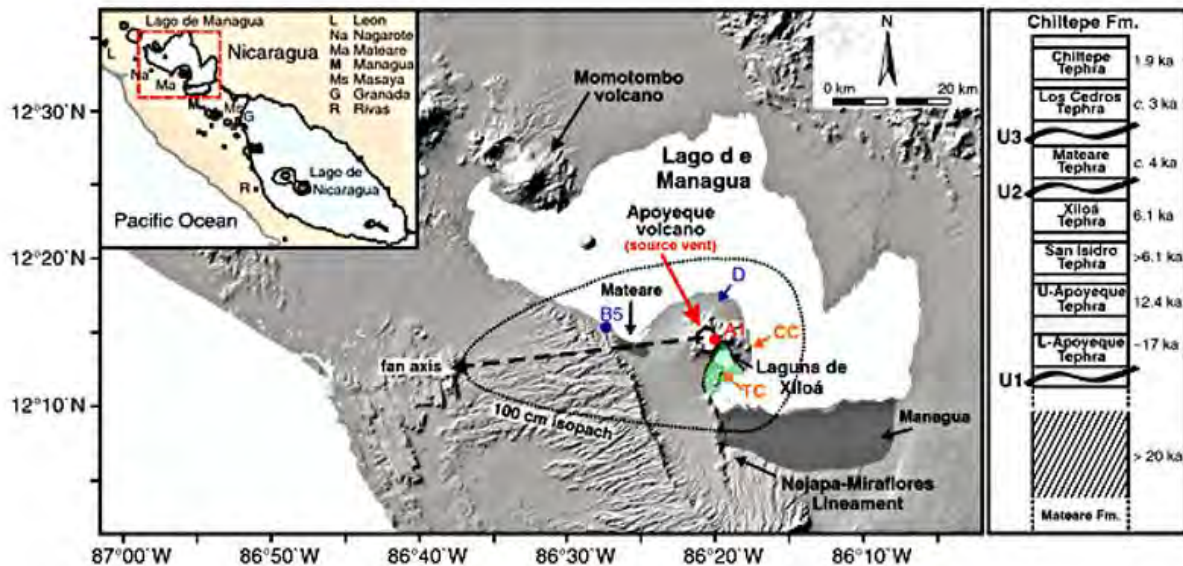 Lago de Managua
Nicaragua
L Leon
Na Nagarote
Ma Mateare
M Managua
Ms Masaya
G Granada
R Rivas
L
Na
Ma
M
Ms
G
R
Lago de
Nicaragua
Pacific Ocean
Momotombo
volcano
N
0 km
20 km
Lago d e
Managua
Apoyeque
volcano
(source vent)
Mateare
D
B5
A1
CC
TC
Laguna de
Xiloá
fan axis
100 cm isopach
Managua
Nejapa-Miraflores
Lineament
12°30'N
12°20'N
12°10'N
87°00'W
86°50'W
86°30'W
86°20'W
86°10'W
Chiltepe Fm.
Chiltepe
Tephra
1.9 ka
Los Cedros
Tephra
c. 3 ka
U3
Mateare
Tephra
c. 4 ka
U2
Xiloá
Tephra
6.1 ka
San Isidro
Tephra
>6.1 ka
U-Apoyeque
Tephra
12.4 ka
L-Apoyeque
Tephra
~17 ka
U1
> 20 ka
Mateare Fm.